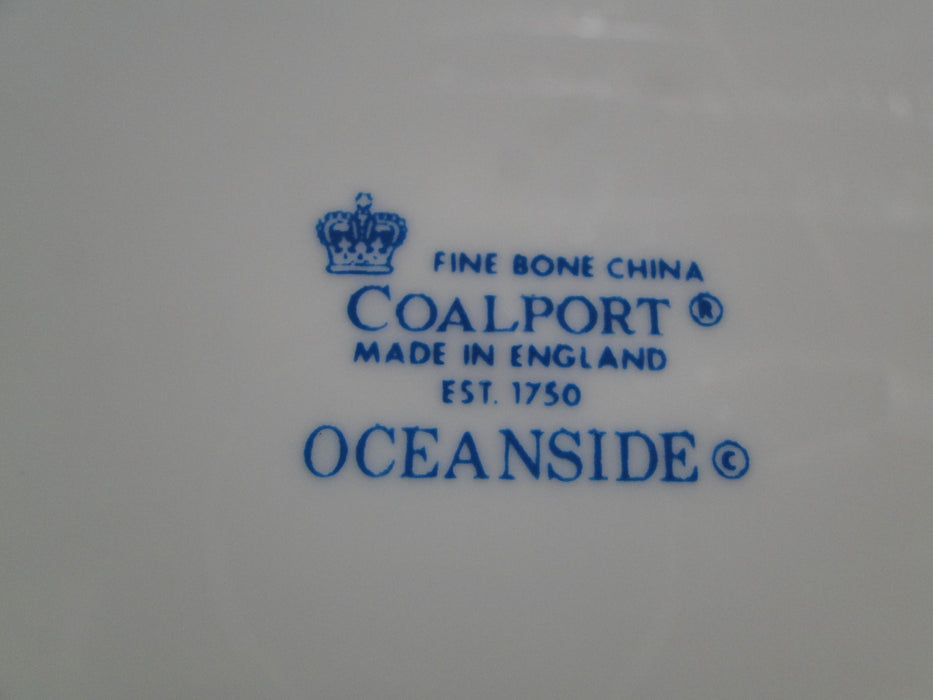 FINE BONE CHINA
COALPORT ®
MADE IN ENGLAND
EST. 1750
OCEANSIDE ©